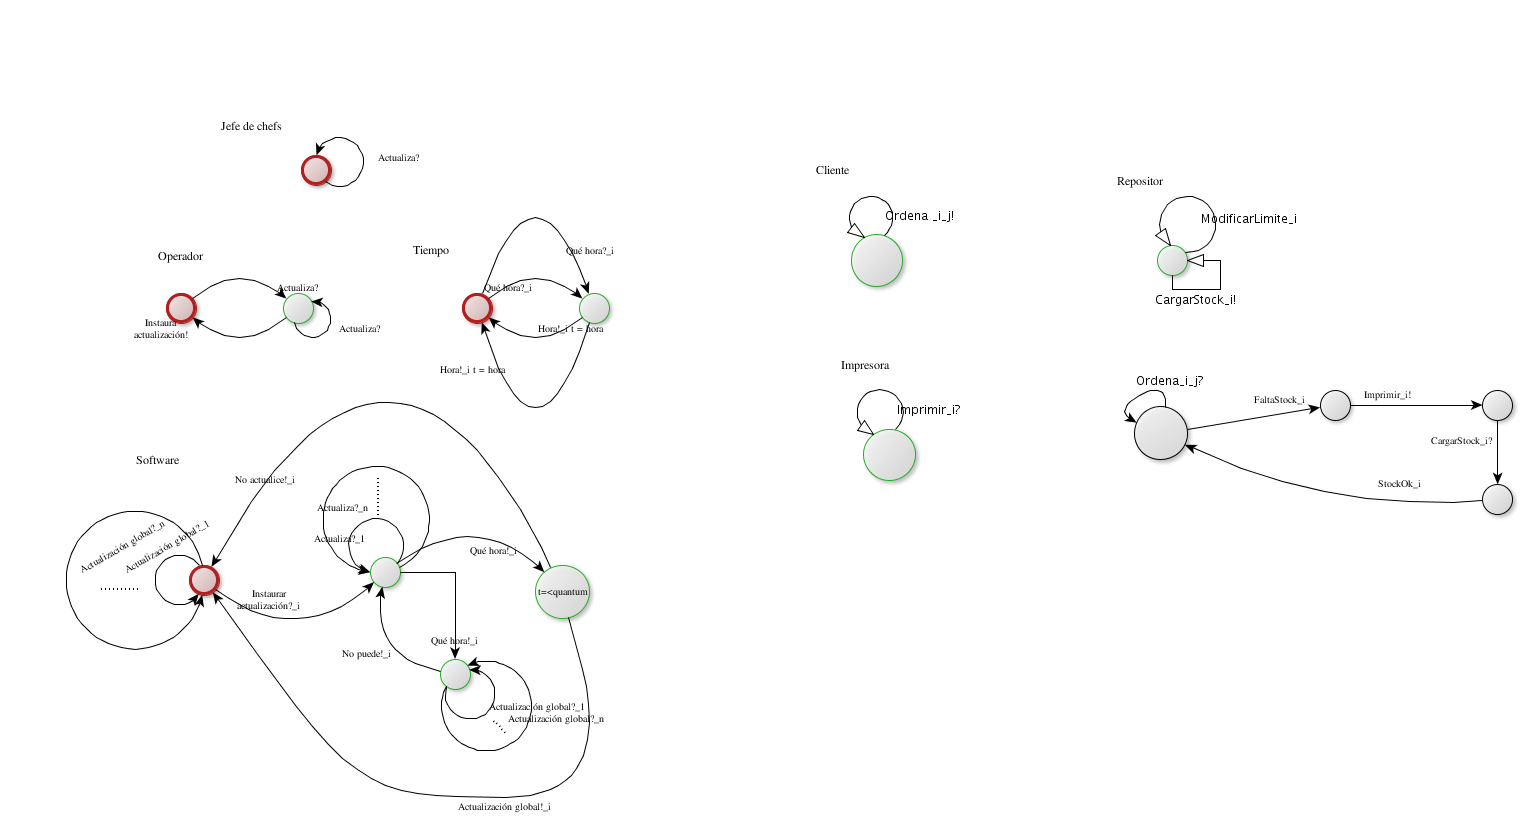 Jefe de chefs
Actualiza?
Operador
Actualiza?
Instaura
actualización!
Actualiza?
Tiempo
Qué hora?_i
Qué hora?_i
Hora!_i t = hora
Hora!_i t = hora
Software
No actualice!_i
Actualización global?_n
Actualización global?_1
Instaurar
actualización?_i
Actualiza?_n
Actualiza?_1
Qué hora!_i
t=<quantum
Qué hora!_i
No puede!_i
Actualización global?_1
Actualización global?_n
Actualización global!_i
Cliente
Ordena _i_j!
Repositor
ModificarLimite_i
CargarStock_i!
Impresora
Imprimir_i?
Ordena_i_j?
FaltaStock_i
Imprimir_i!
CargarStock_i?
StockOk_i